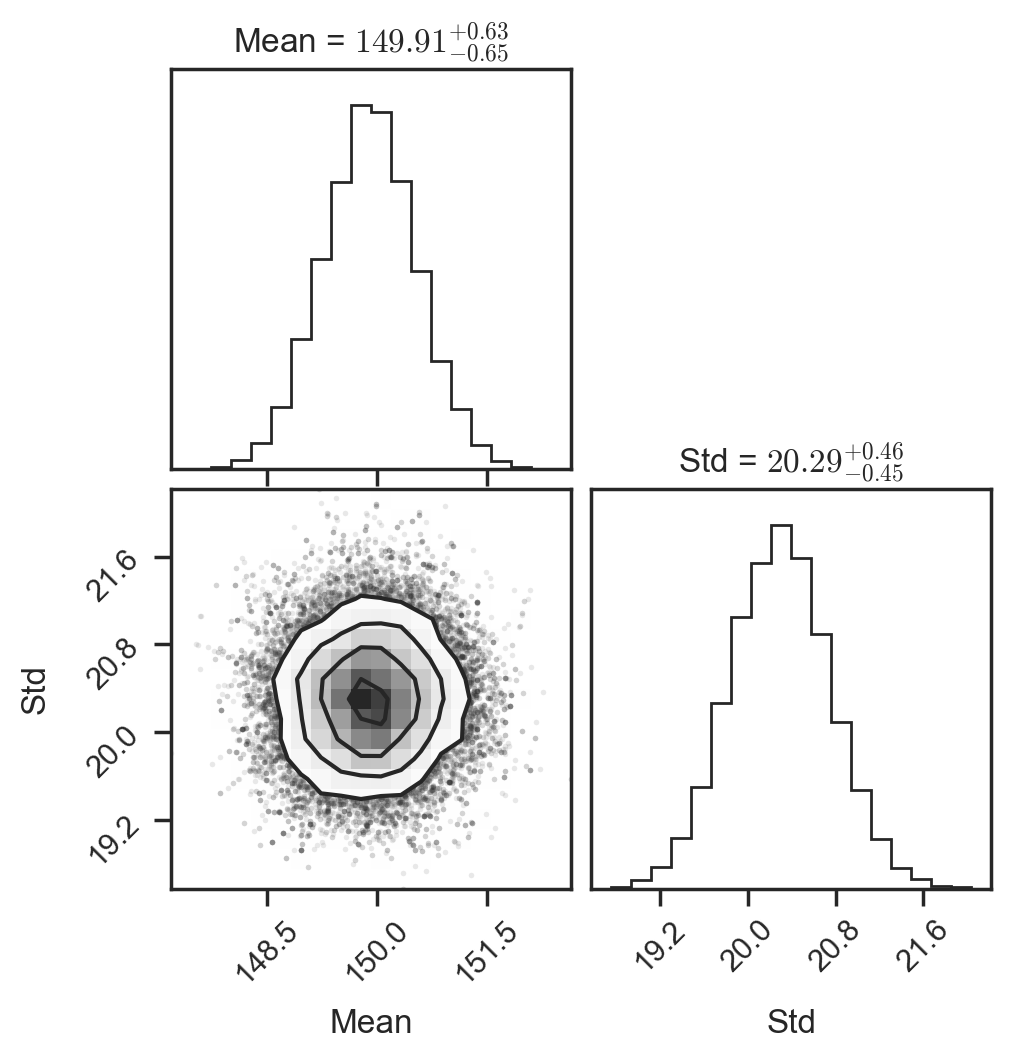 Mean = 149.91 +0.63 −0.65
Std = 20.29 +0.46 −0.45
21.6
20.8
20.0
19.2
Std
148.5 150.0 151.5
19.2 20.0 20.8 21.6
Mean
Std